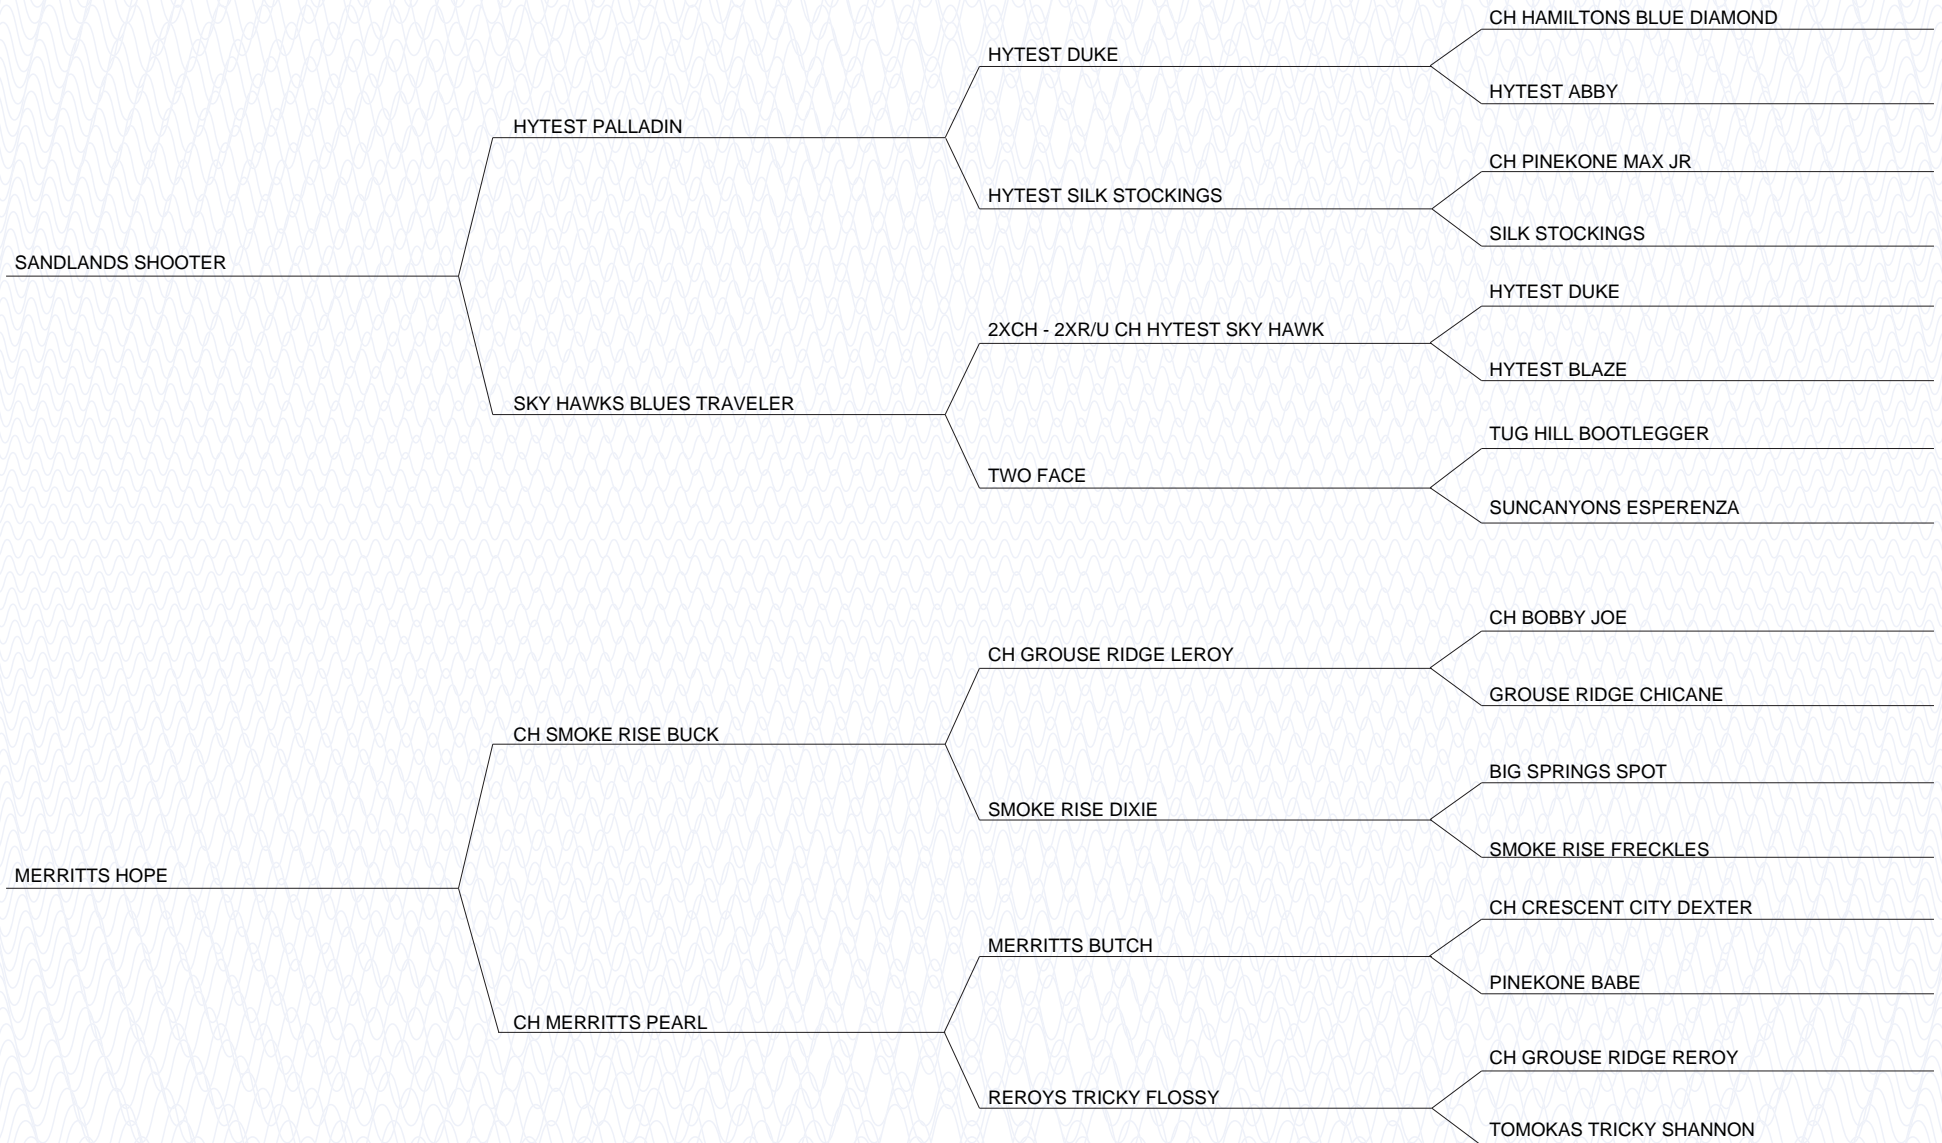 CH HAMILTONS BLUE DIAMOND
HYTEST DUKE
HYTEST ABBY
HYTEST PALLADIN
CH PINEKONE MAX JR
HYTEST SILK STOCKINGS
SILK STOCKINGS
SANDLANDS SHOOTER
HYTEST DUKE
2XCH - 2XR/U CH HYTEST SKY HAWK
HYTEST BLAZE
SKY HAWKS BLUES TRAVELER
TUG HILL BOOTLEGGER
TWO FACE
SUNCANYONS ESPERENZA
CH BOBBY JOE
CH GROUSE RIDGE LEROY
GROUSE RIDGE CHICANE
CH SMOKE RISE BUCK
BIG SPRINGS SPOT
SMOKE RISE DIXIE
SMOKE RISE FRECKLES
MERRITTS HOPE
CH CRESCENT CITY DEXTER
MERRITTS BUTCH
PINEKONE BABE
CH MERRITTS PEARL
CH GROUSE RIDGE REROY
REROYS TRICKY FLOSSY
TOMOKAS TRICKY SHANNON